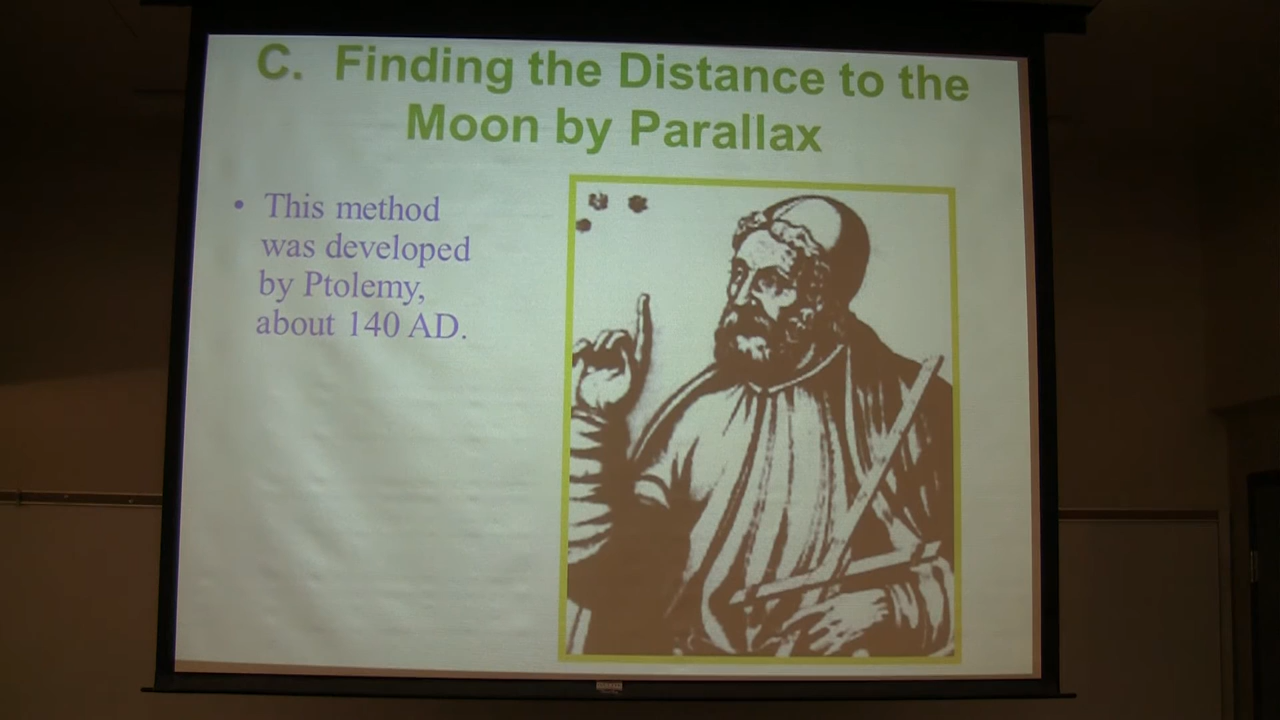 C. Finding the Distance to the
Moon by Parallax
• This method
was developed
by Ptolemy,
about 140 AD.